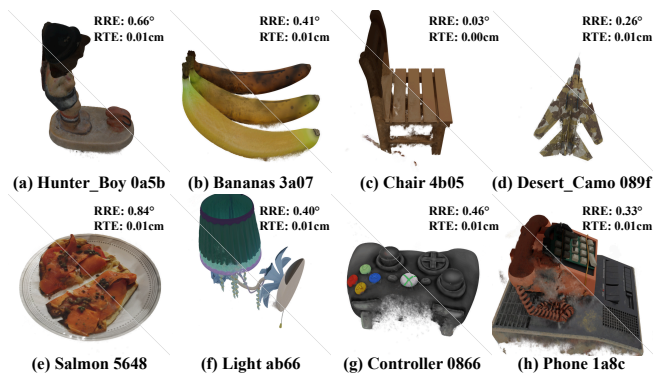 RRE: 0.66°
RTE: 0.01cm
RRE: 0.41°
RTE: 0.01cm
RRE: 0.03°
RTE: 0.00cm
RRE: 0.26°
RTE: 0.01cm
(a) Hunter_Boy 0a5b
(b) Bananas 3a07
(c) Chair 4b05
(d) Desert_Camo 089f
RRE: 0.84°
RTE: 0.01cm
RRE: 0.40°
RTE: 0.01cm
RRE: 0.46°
RTE: 0.01cm
RRE: 0.33°
RTE: 0.01cm
(e) Salmon 5648
(f) Light ab66
(g) Controller 0866
(h) Phone 1a8c